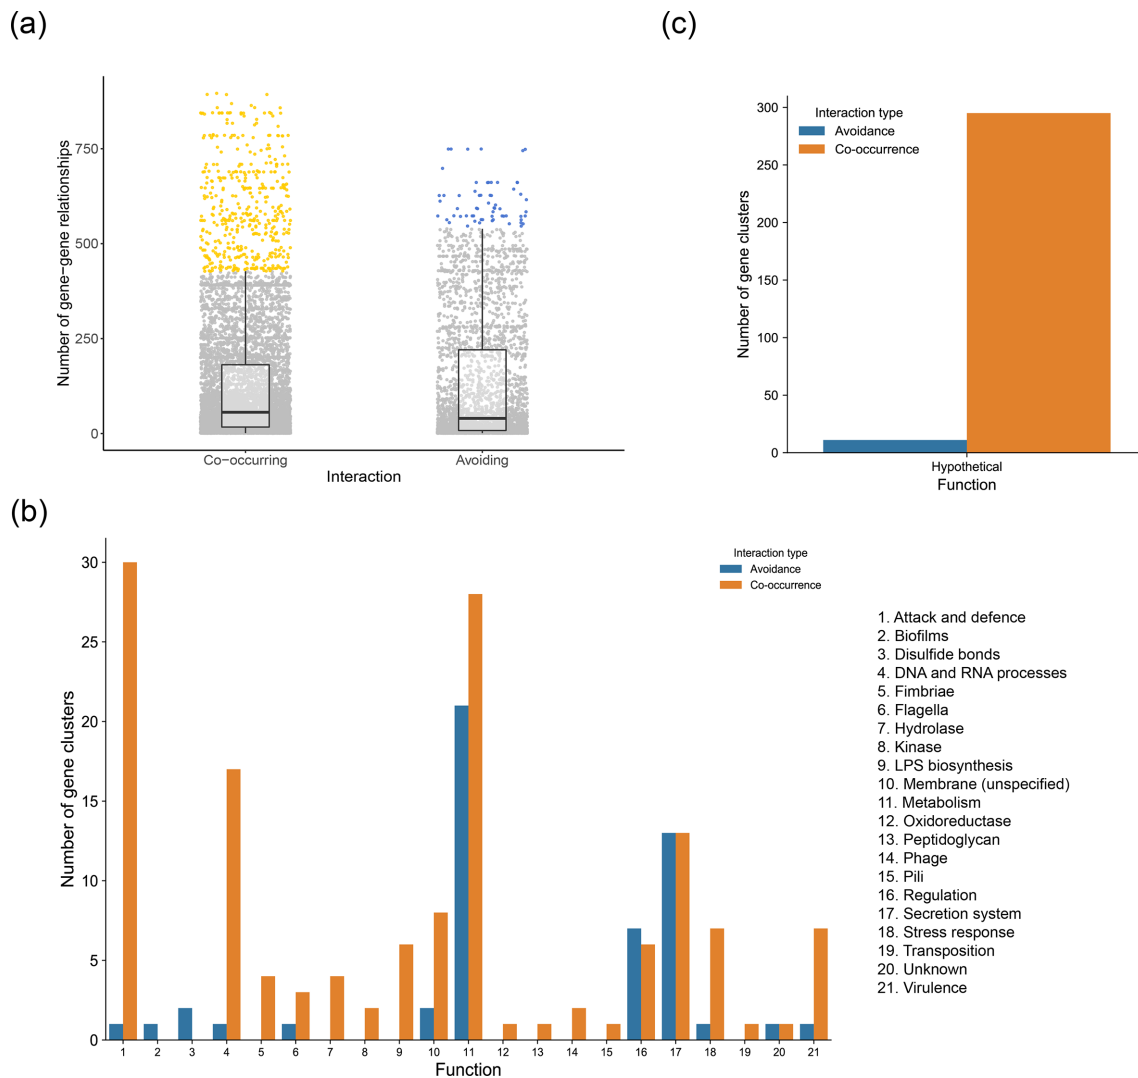 (a)
Number of gene−gene relationships
750
500
250
0
Co−occurring
Avoiding
Interaction
(c)
Number of gene clusters
300
250
200
150
100
50
0
Interaction type
Avoidance
Co-occurrence
Hypothetical
Function
(b)
Number of gene clusters
30
25
20
15
10
5
0
Interaction type
Avoidance
Co-occurrence
1 2 3 4 5 6 7 8 9 10 11 12 13 14 15 16 17 18 19 20 21
Function
1. Attack and defence
2. Biofilms
3. Disulfide bonds
4. DNA and RNA processes
5. Fimbriae
6. Flagella
7. Hydrolase
8. Kinase
9. LPS biosynthesis
10. Membrane (unspecified)
11. Metabolism
12. Oxidoreductase
13. Peptidoglycan
14. Phage
15. Pili
16. Regulation
17. Secretion system
18. Stress response
19. Transposition
20. Unknown
21. Virulence